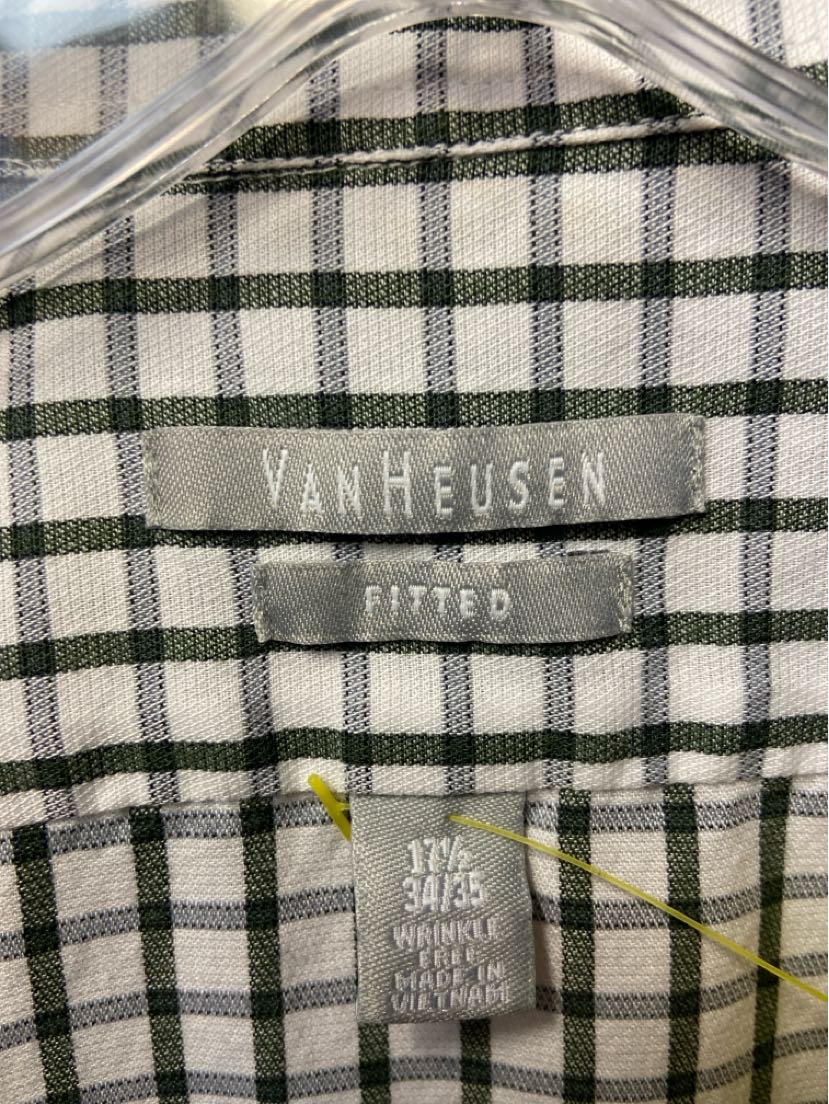 VANHEUSEN
FITTED
17½
34/35
WRINKLE
FREE
MADE IN
VIETNAM